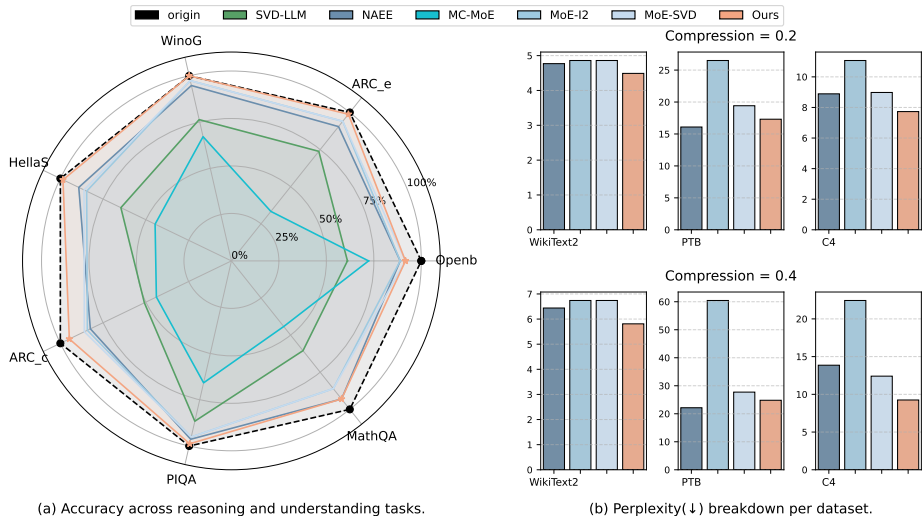 origin SVD-LLM NAEE MC-MoE MoE-I2 MoE-SVD Ours
WinoG
ARC_e
HellaS
100%
75%
50%
25%
0%
Openb
ARC_c
MathQA
PIQA
(a) Accuracy across reasoning and understanding tasks.
Compression = 0.2
5
4
3
2
1
0
WikiText2
25
20
15
10
5
0
PTB
10
8
6
4
2
0
C4
Compression = 0.4
7
6
5
4
3
2
1
0
WikiText2
60
50
40
30
20
10
0
PTB
20
15
10
5
0
C4
(b) Perplexity(↓) breakdown per dataset.